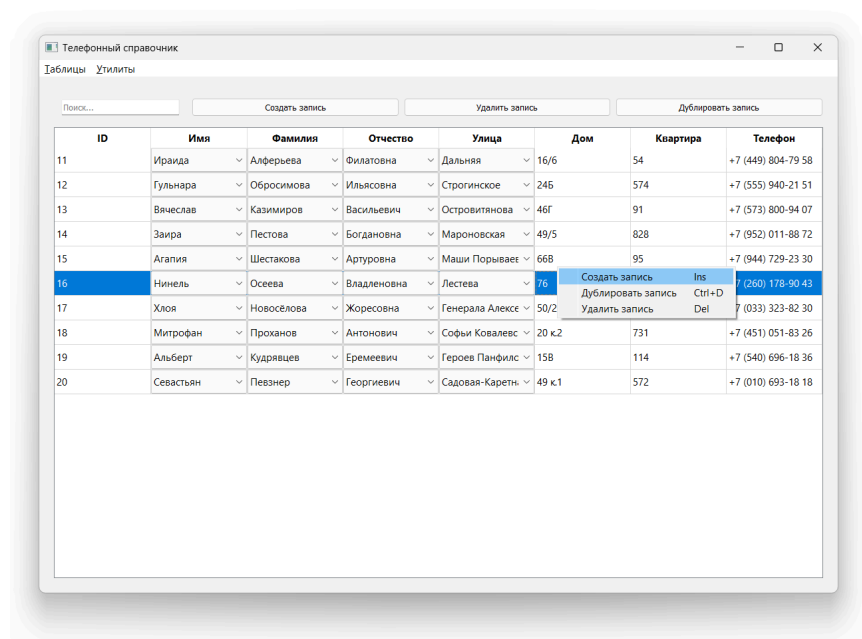 Телефонный справочник
Таблицы Утилиты
Поиск... Создать запись Удалить запись Дублировать запись
ID Имя Фамилия Отчество Улица Дом Квартира Телефон
11 Ираида Алферьева Филатовна Дальняя 16/6 54 +7 (449) 804-79 58
12 Гульнара Обросимова Ильясовна Строгинское 24Б 574 +7 (555) 940-21 51
13 Вячеслав Казимиров Васильевич Островитянова 46Г 91 +7 (573) 800-94 07
14 Заира Пестова Богдановна Мароновская 49/5 828 +7 (952) 011-88 72
15 Агапия Шестакова Артуровна Маши Порываев 66В 95 +7 (944) 729-23 30
16 Нинель Осеева Владленовна Лестева 76 7 (260) 178-90 43
Создать запись Ins
Дублировать запись Ctrl+D
Удалить запись Del
17 Хлоя Новосёлова Жоресовна Генерала Алексе 50/2 7 (033) 323-82 30
18 Митрофан Проханов Антонович Софьи Ковалевс 20 к.2 731 +7 (451) 051-83 26
19 Альберт Кудрявцев Еремеевич Героев Панфилс 15В 114 +7 (540) 696-18 36
20 Севастьян Певзнер Георгиевич Садовая-Каретн 49 к.1 572 +7 (010) 693-18 18